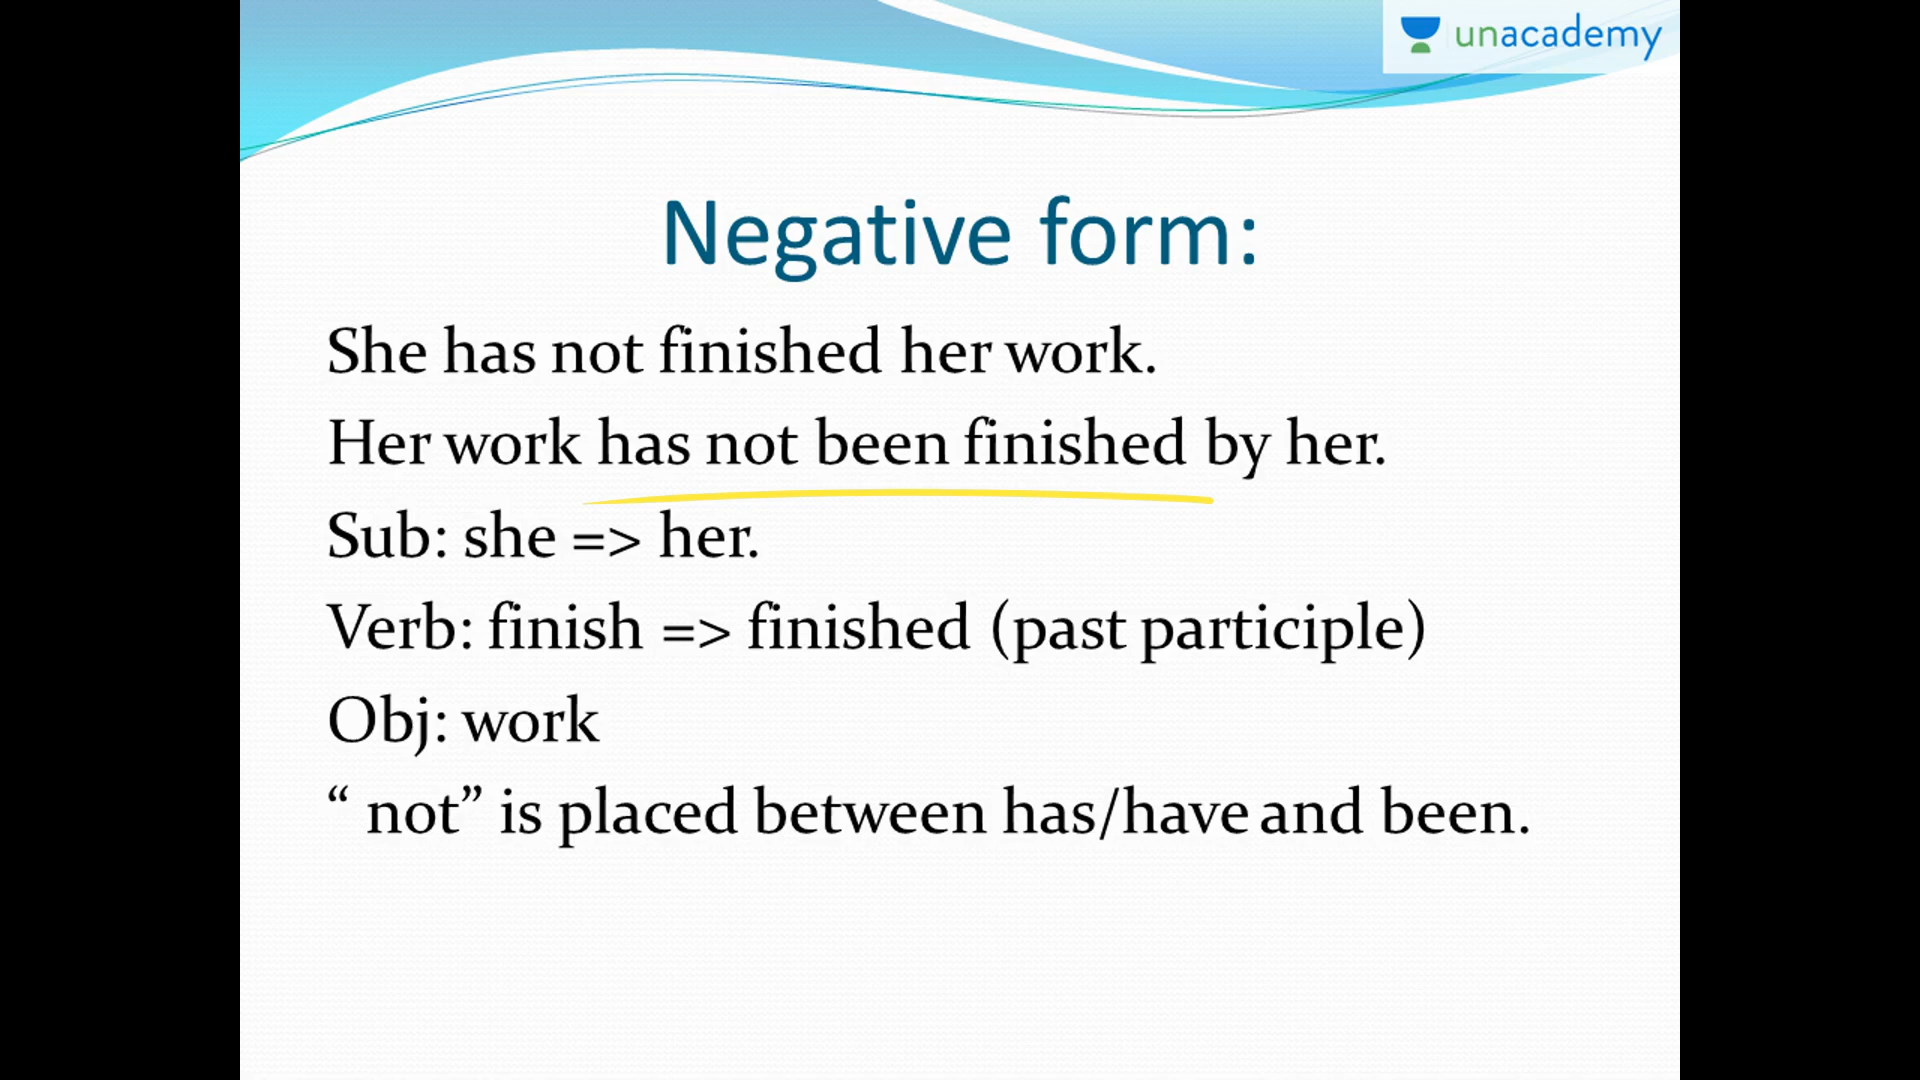 unacademy
Negative form:
She has not finished her work.
Her work has not been finished by her.
Sub: she => her.
Verb: finish => finished (past participle)
Obj: work
“ not” is placed between has/have and been.